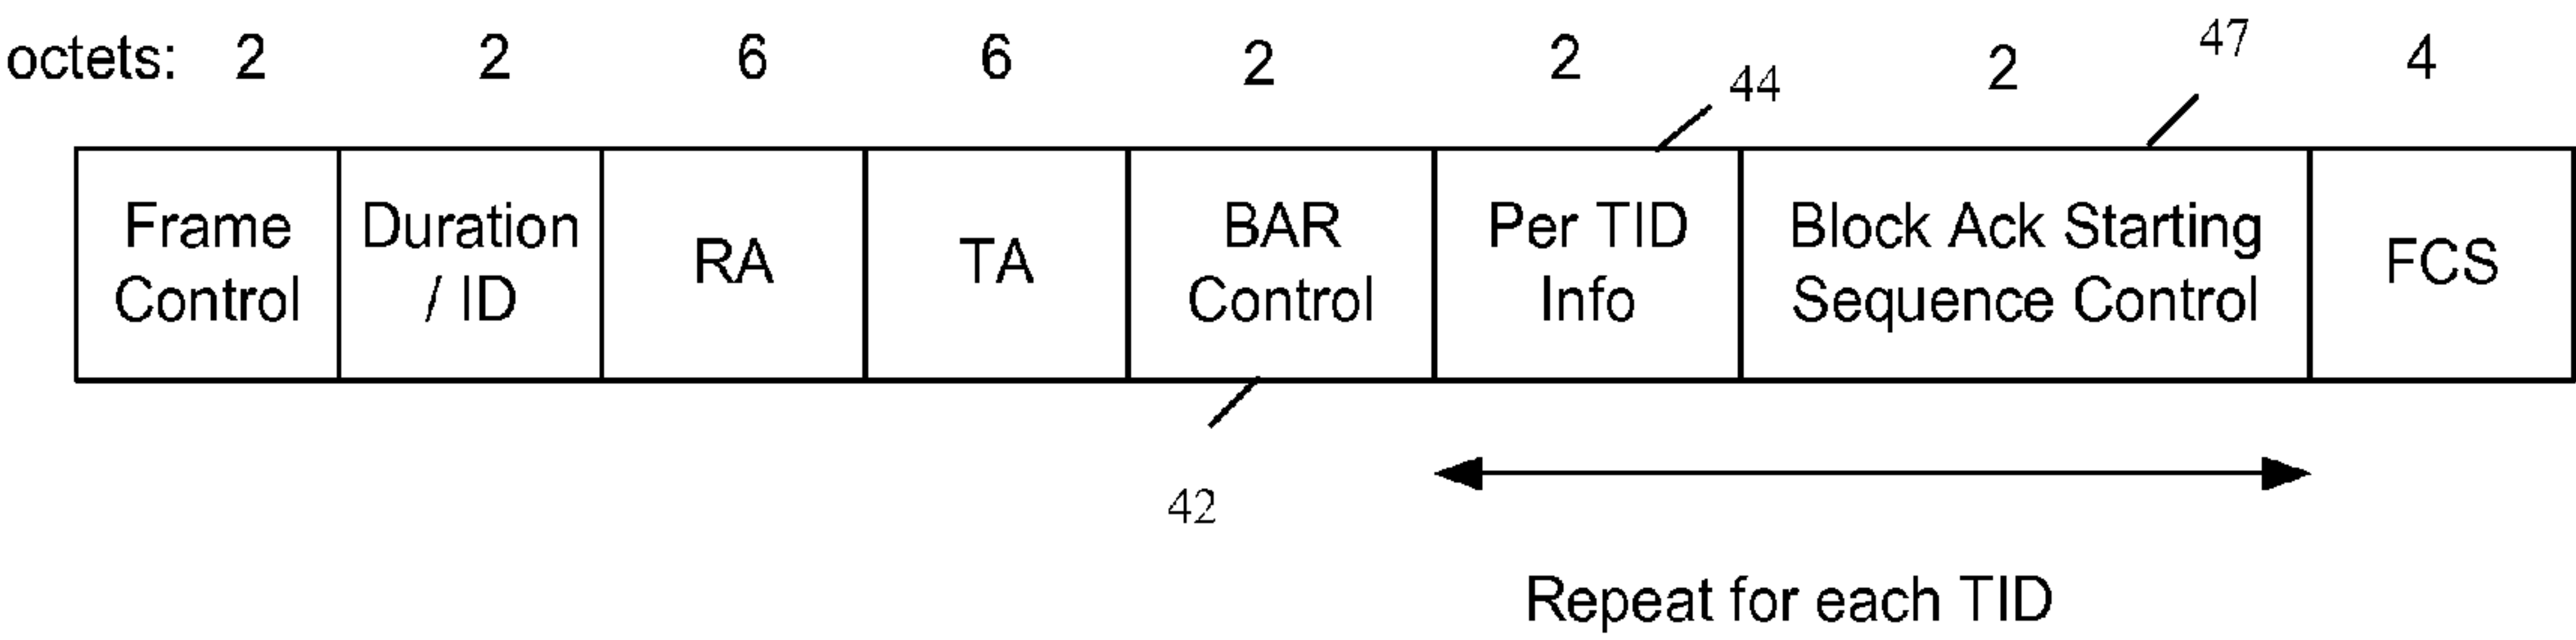 octets: 2 2 6 6 2 2 44 2 47 4
Frame Control
Duration / ID
RA
TA
BAR Control
Per TID Info
Block Ack Starting Sequence Control
FCS
42
Repeat for each TID